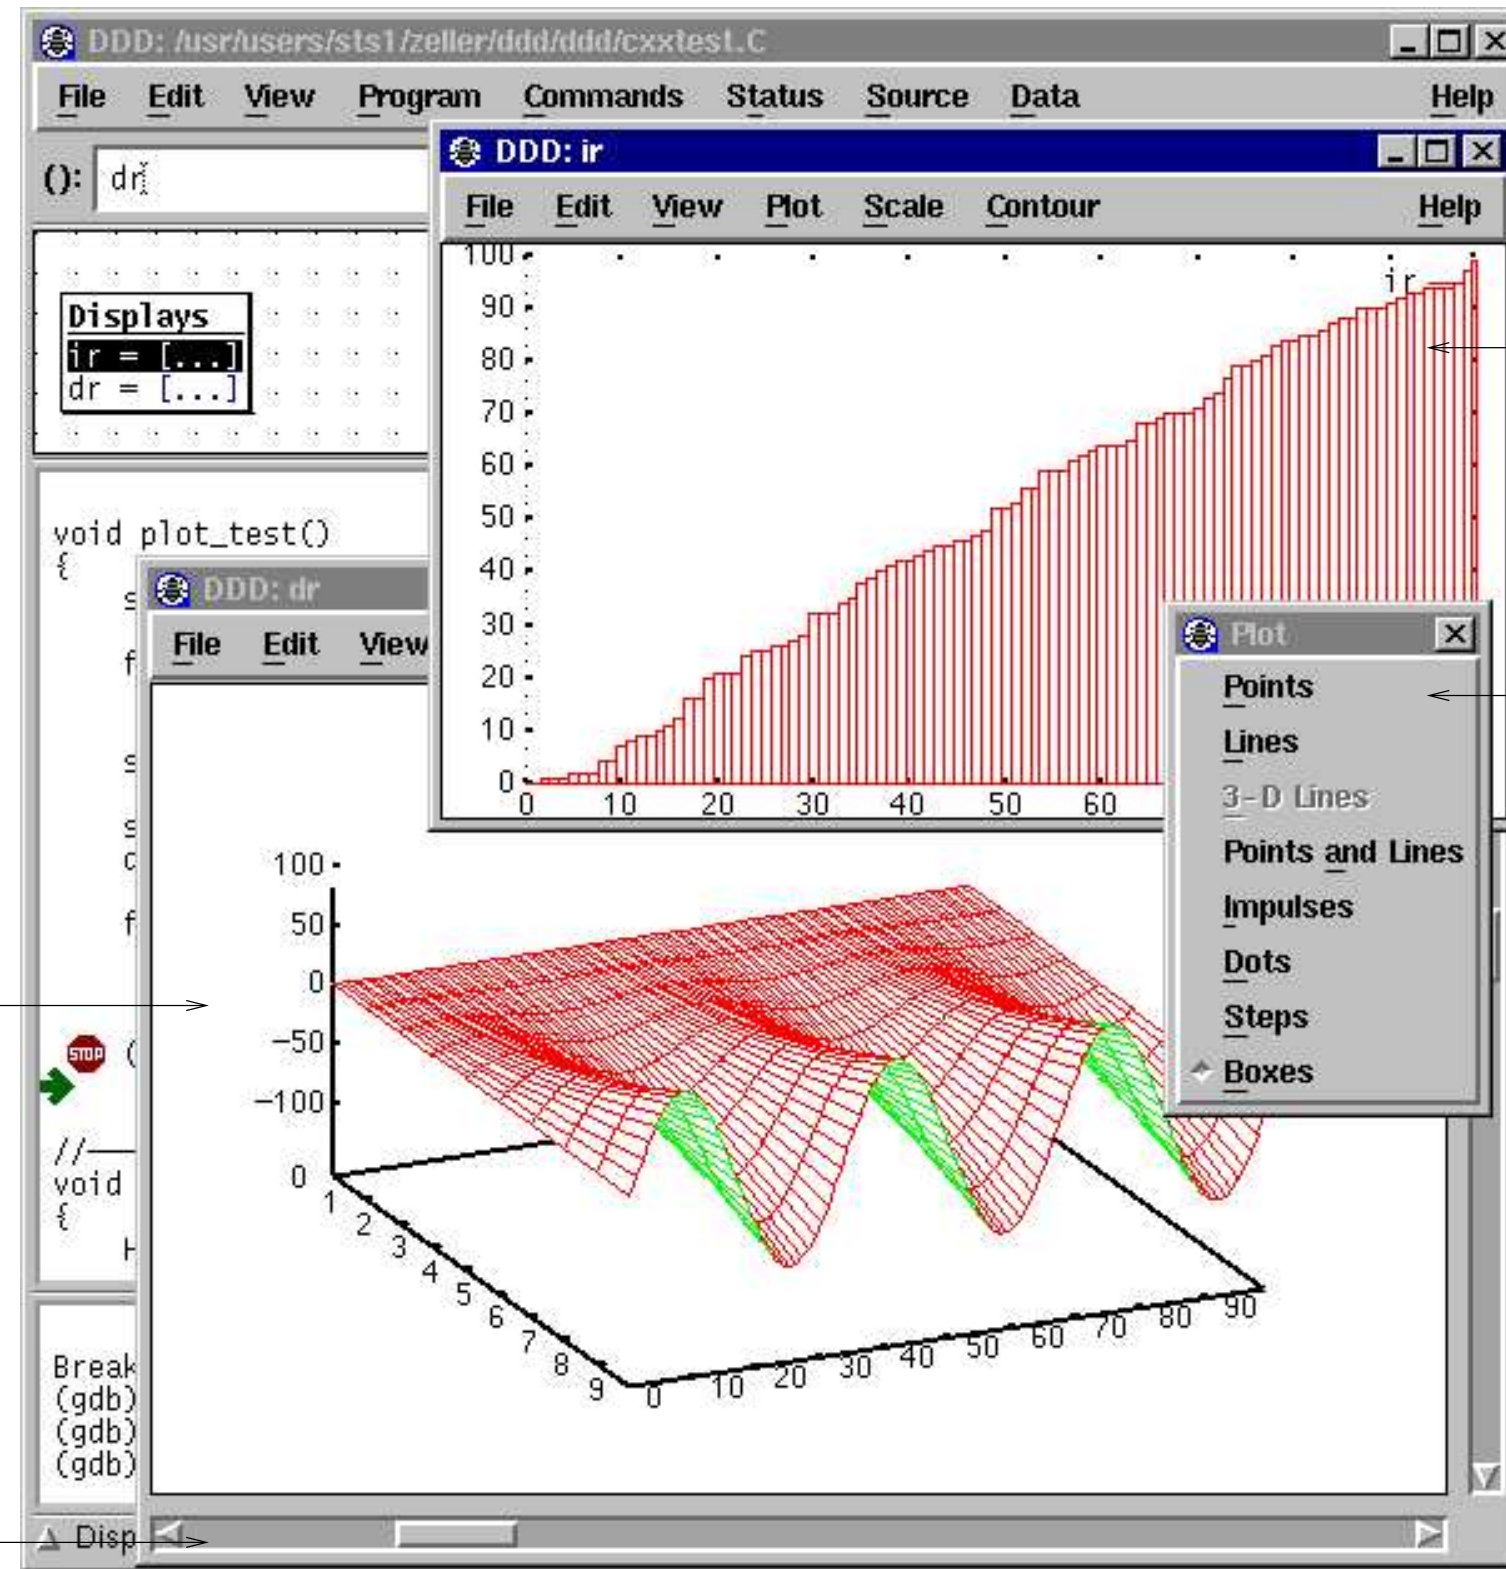 DDD: /usr/users/sts1/zeller/ddd/ddd/cxxtest.C
File Edit View Program Commands Status Source Data Help
(): dr
DDD: ir
File Edit View Plot Scale Contour Help
Displays
ir = [...]
dr = [...]
100
90
80
70
60
50
40
30
20
10
0
ir
0 10 20 30 40 50 60
void plot_test()
{
s
f
s
s
f
(
//
void
{
H
DDD: dr
File Edit View
100
50
0
−50
−100
0
1
2
3
4
5
6
7
8
9
0 10 20 30 40 50 60 70 80 90
Plot
Points
Lines
3-D Lines
Points and Lines
Impulses
Dots
Steps
Boxes
STOP
Break
(gdb)
(gdb)
(gdb)
Disp